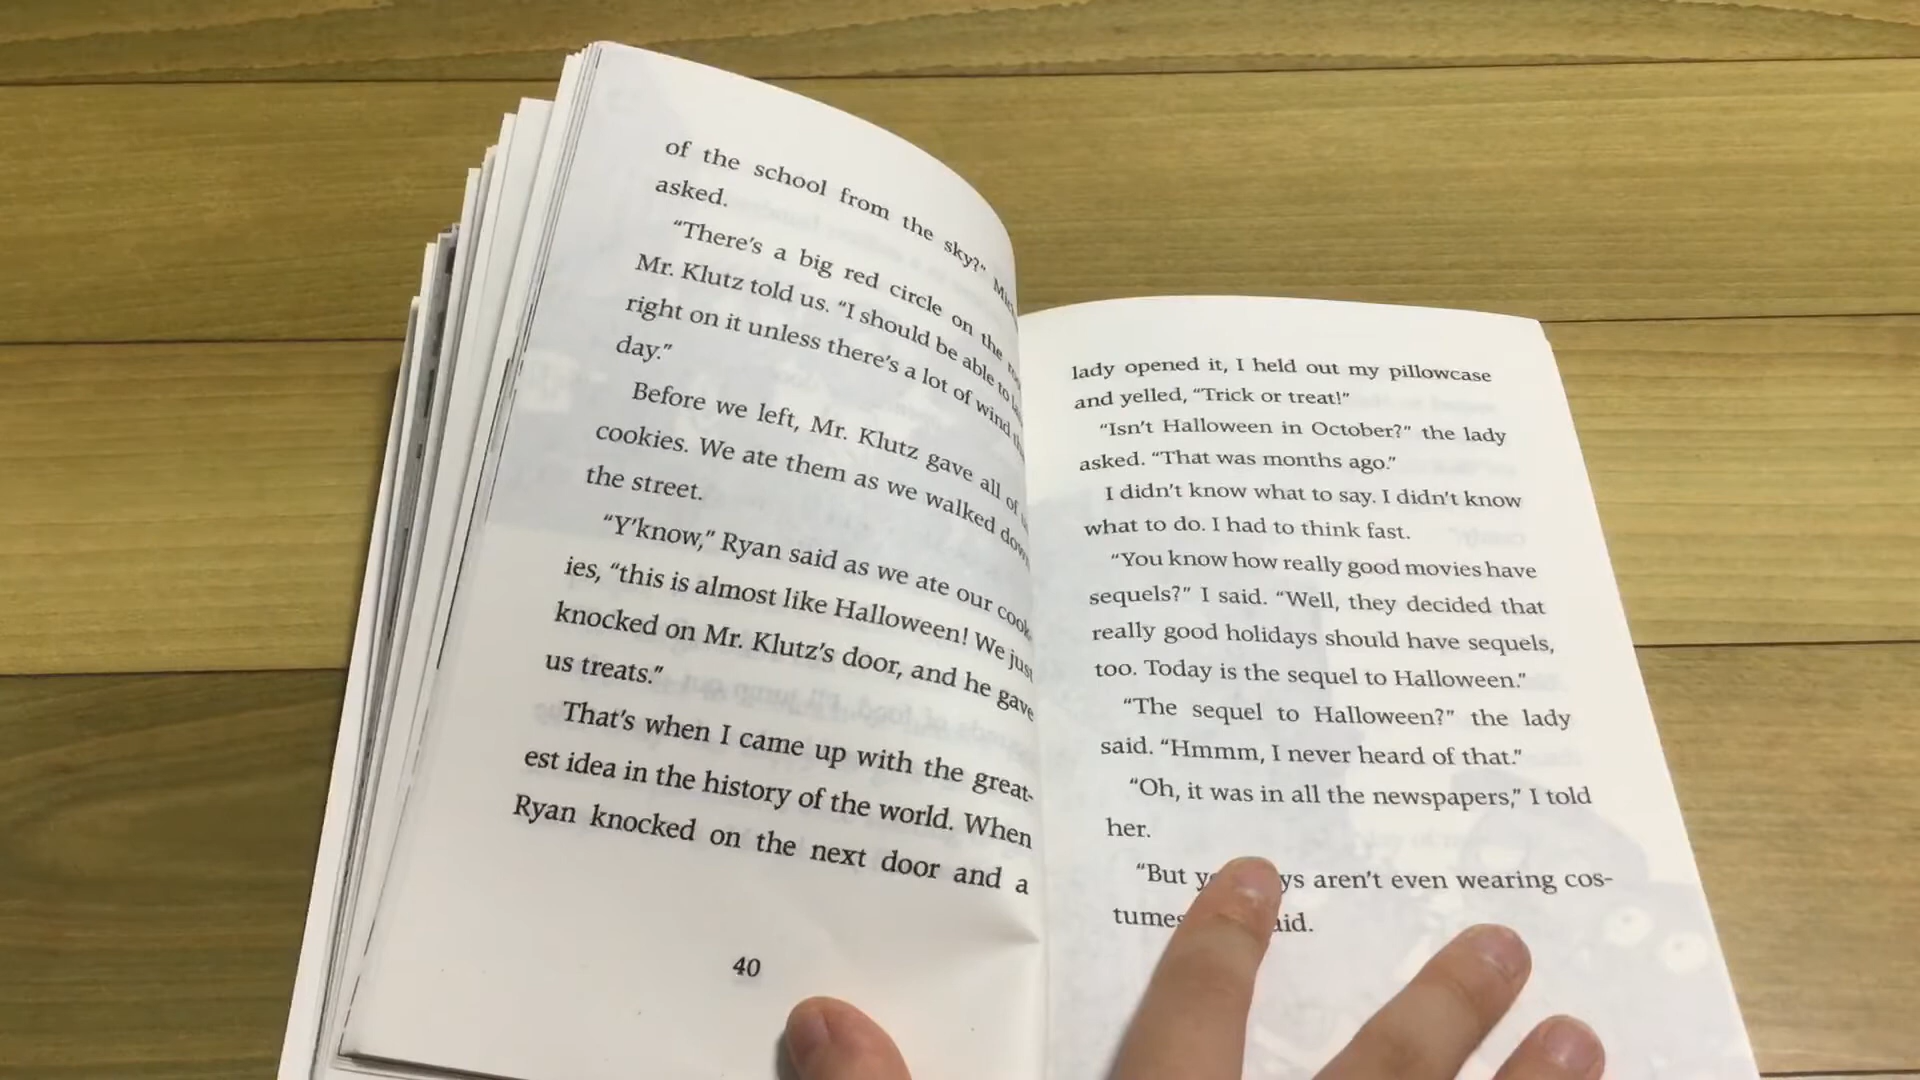 of the school from the sky?"
asked.
"There's a big red circle on the
Mr. Klutz told us. "I should be able to
right on it unless there's a lot of wind
day."
Before we left, Mr. Klutz gave all of
cookies. We ate them as we walked down
the street.
"Y'know," Ryan said as we ate our cook-
ies, "this is almost like Halloween! We just
knocked on Mr. Klutz's door, and he gave
us treats."
That's when I came up with the great-
est idea in the history of the world. When
Ryan knocked on the next door and a
40
lady opened it, I held out my pillowcase
and yelled, "Trick or treat!"
"Isn't Halloween in October?" the lady
asked. "That was months ago."
I didn't know what to say. I didn't know
what to do. I had to think fast.
"You know how really good movies have
sequels?" I said. "Well, they decided that
really good holidays should have sequels,
too. Today is the sequel to Halloween."
"The sequel to Halloween?" the lady
said. "Hmmm, I never heard of that."
"Oh, it was in all the newspapers," I told
her.
"But aren't even wearing cos-
tumes